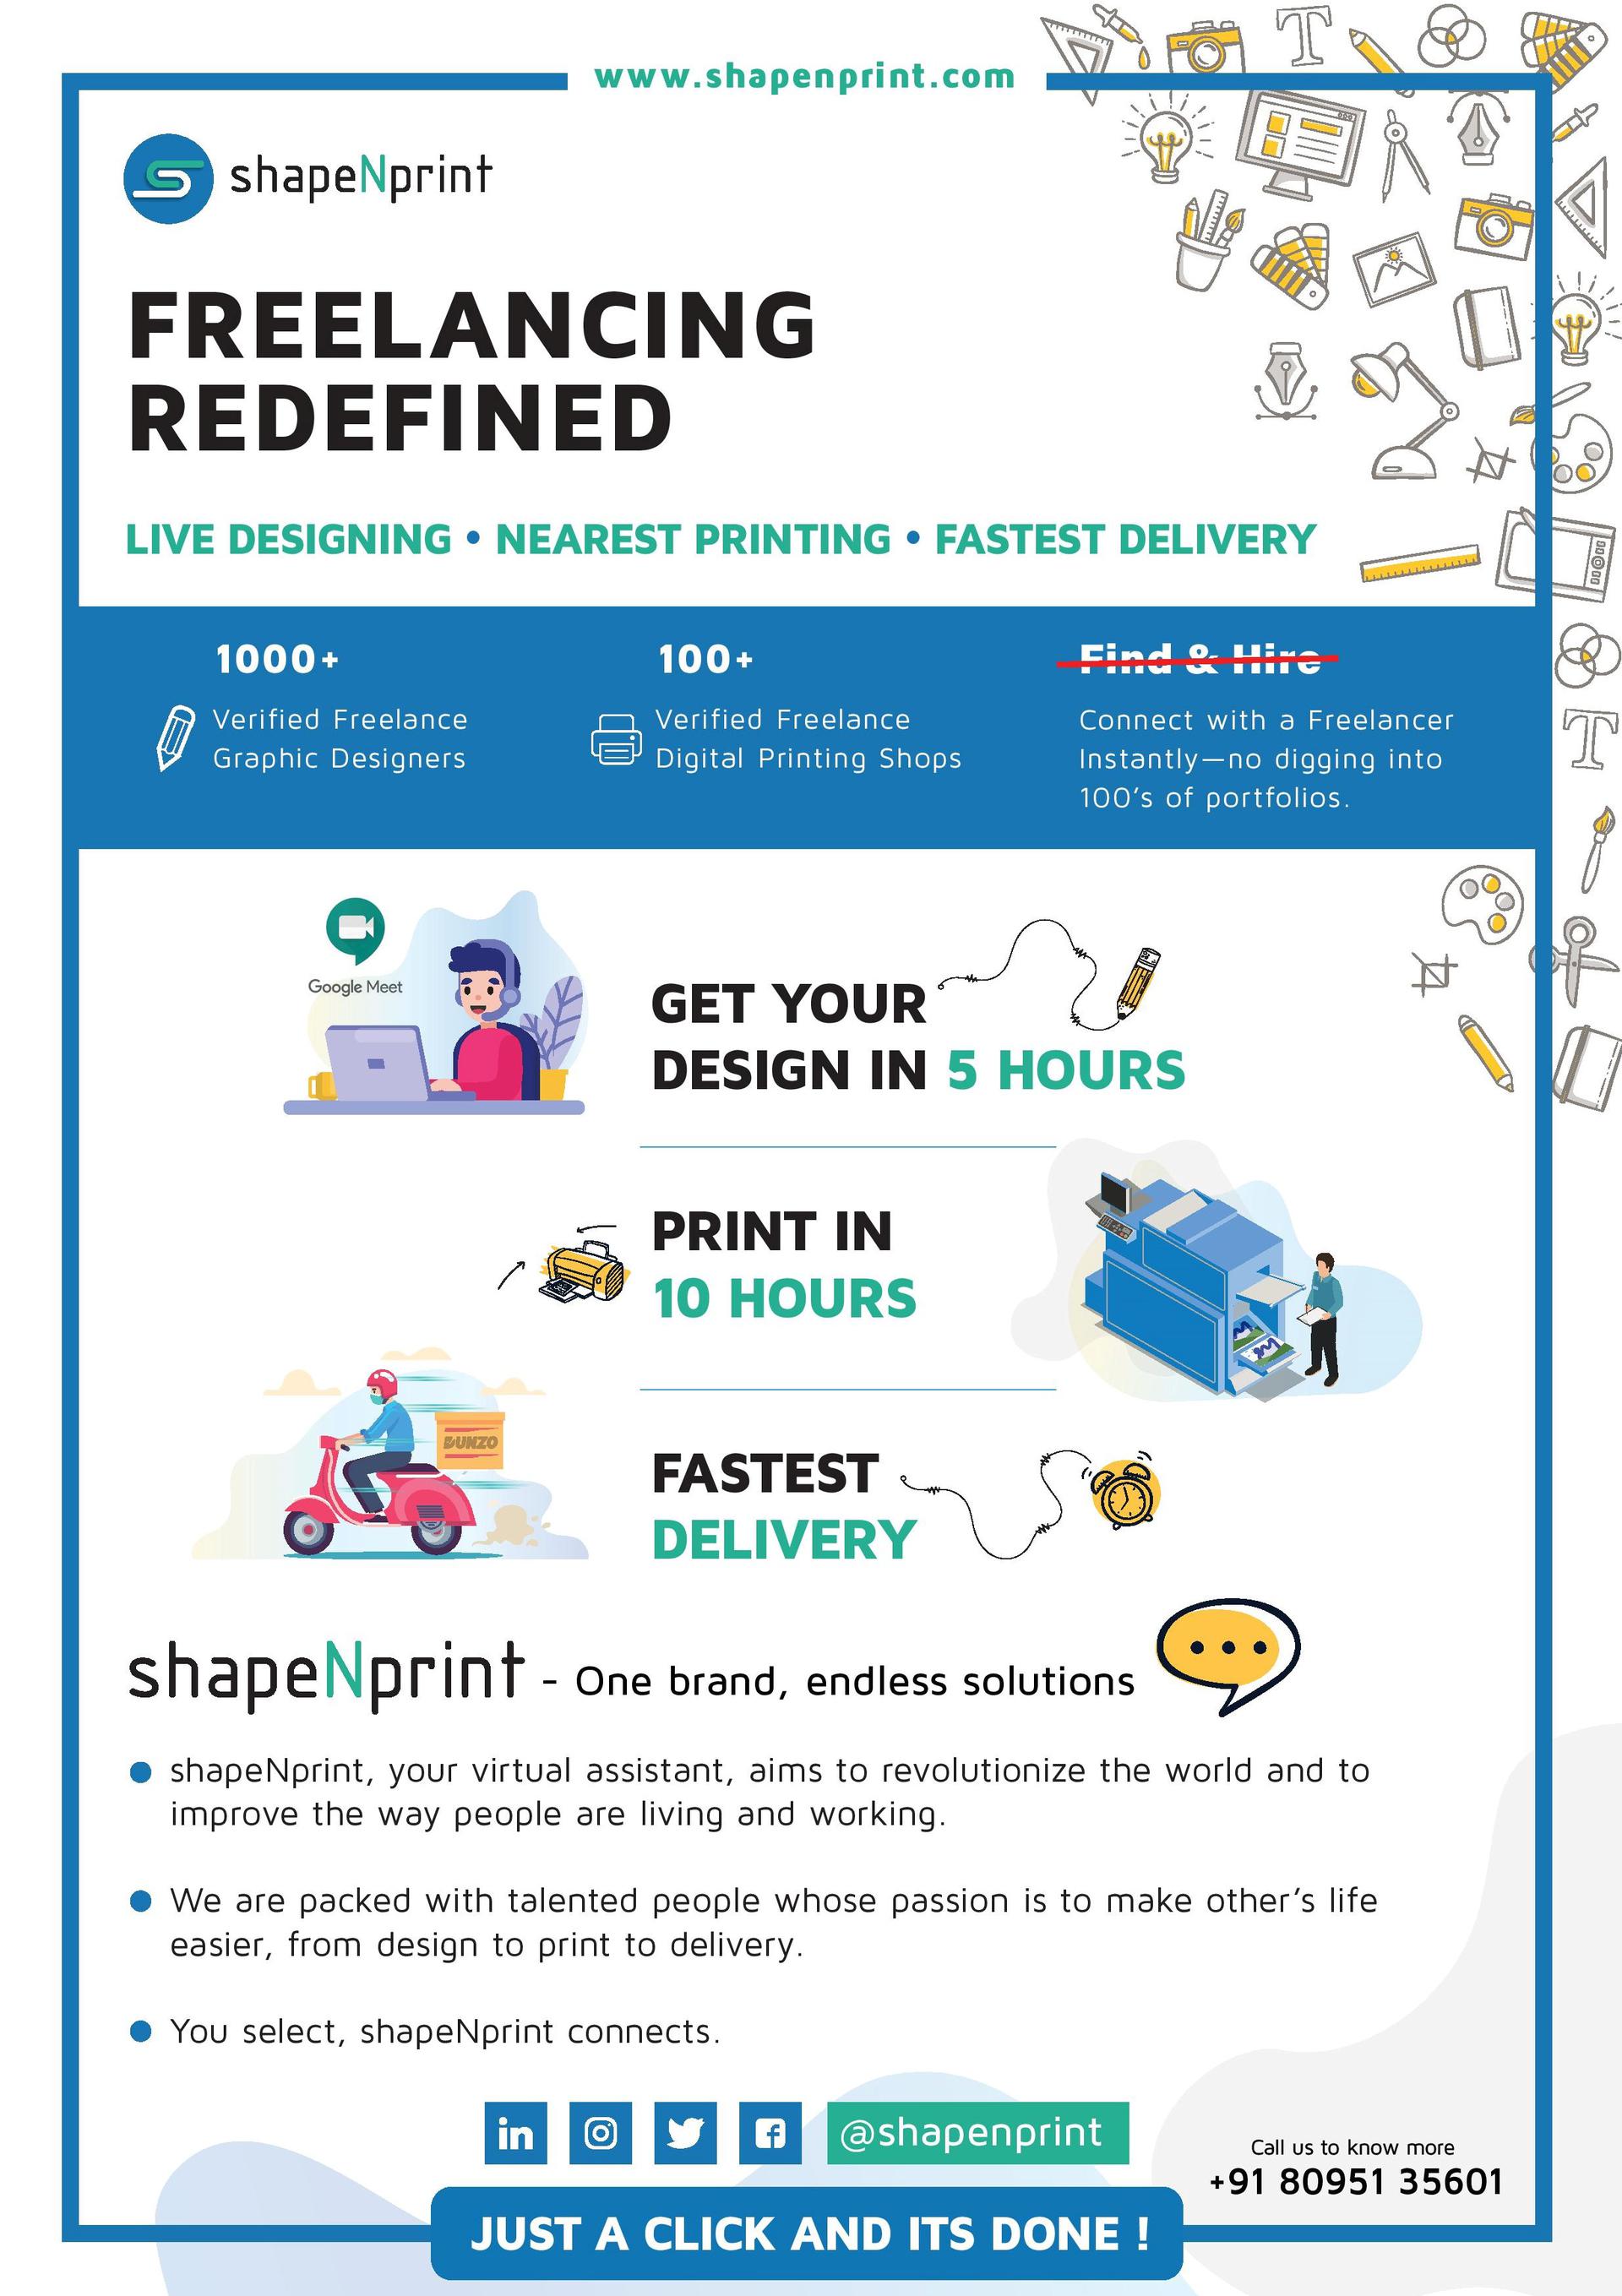 www.shapenprint.com
shapeNprint
FREELANCING
REDEFINED
LIVE DESIGNING • NEAREST PRINTING • FASTEST DELIVERY
1000+
Verified Freelance
Graphic Designers
100+
Verified Freelance
Digital Printing Shops
Find & Hire
Connect with a Freelancer
Instantly—no digging into
100's of portfolios.
Google Meet
GET YOUR
DESIGN IN 5 HOURS
PRINT IN
10 HOURS
DUNZO
FASTEST
DELIVERY
shapeNprint - One brand, endless solutions
• shapeNprint, your virtual assistant, aims to revolutionize the world and to
improve the way people are living and working.
• We are packed with talented people whose passion is to make other's life
easier, from design to print to delivery.
• You select, shapeNprint connects.
@shapenprint
Call us to know more
+91 80951 35601
JUST A CLICK AND ITS DONE !